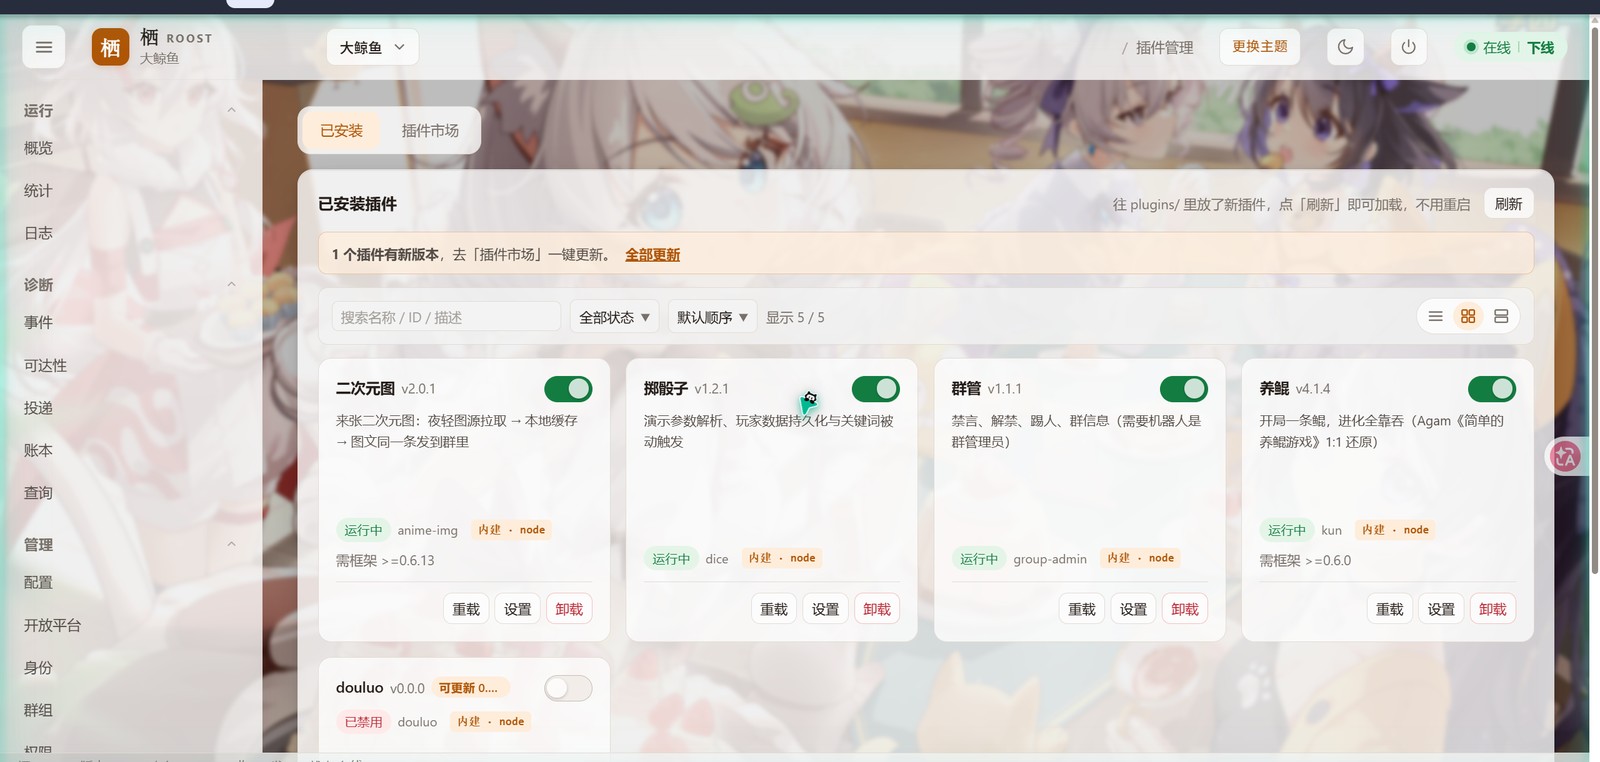 栖 栖 ROOST
大鲸鱼
大鲸鱼
/ 插件管理
更换主题
在线 | 下线
运行
概览
统计
日志
诊断
事件
可达性
投递
账本
查询
管理
配置
开放平台
身份
群组
权限
已安装 插件市场
已安装插件
往 plugins/ 里放了新插件，点「刷新」即可加载，不用重启 刷新
1 个插件有新版本，去「插件市场」一键更新。 全部更新
搜索名称 / ID / 描述 全部状态 ▼ 默认顺序 ▼ 显示 5 / 5
二次元图 v2.0.1
来张二次元图：夜轻图源拉取 → 本地缓存
→ 图文同一条发到群里
运行中 anime-img 内建 · node
需框架 >=0.6.13
重载 设置 卸载
掷骰子 v1.2.1
演示参数解析、玩家数据持久化与关键词被
动触发
运行中 dice 内建 · node
重载 设置 卸载
群管 v1.1.1
禁言、解禁、踢人、群信息（需要机器人是
群管理员）
运行中 group-admin 内建 · node
重载 设置 卸载
养鲲 v4.1.4
开局一条鲲，进化全靠吞（Agam《简单的
养鲲游戏》1:1 还原）
运行中 kun 内建 · node
需框架 >=0.6.0
重载 设置 卸载
douluo v0.0.0 可更新 0....
已禁用 douluo 内建 · node